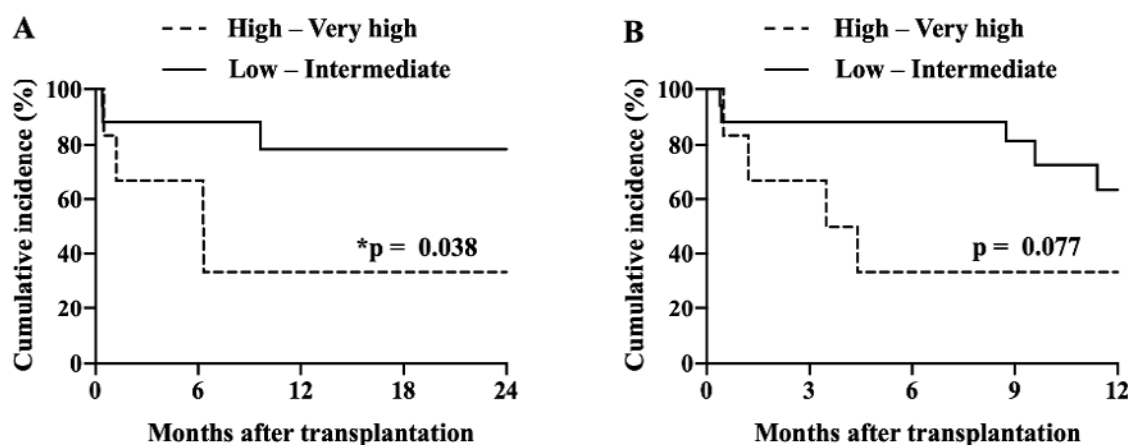 A
High – Very high
Low – Intermediate
Cumulative incidence (%)
100
80
60
40
20
0
*p = 0.038
0 6 12 18 24
Months after transplantation
B
High – Very high
Low – Intermediate
Cumulative incidence (%)
100
80
60
40
20
0
p = 0.077
0 3 6 9 12
Months after transplantation